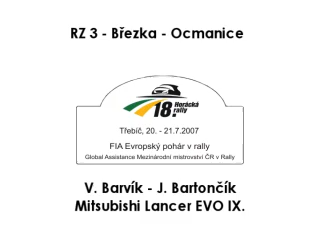 RZ 3 - Březka - Ocmanice
18. Horácká
rally
Třebíč, 20. - 21.7.2007
FIA Evropský pohár v rally
Global Assistance Mezinárodní mistrovství ČR v Rally
V. Barvík - J. Bartončík
Mitsubishi Lancer EVO IX.